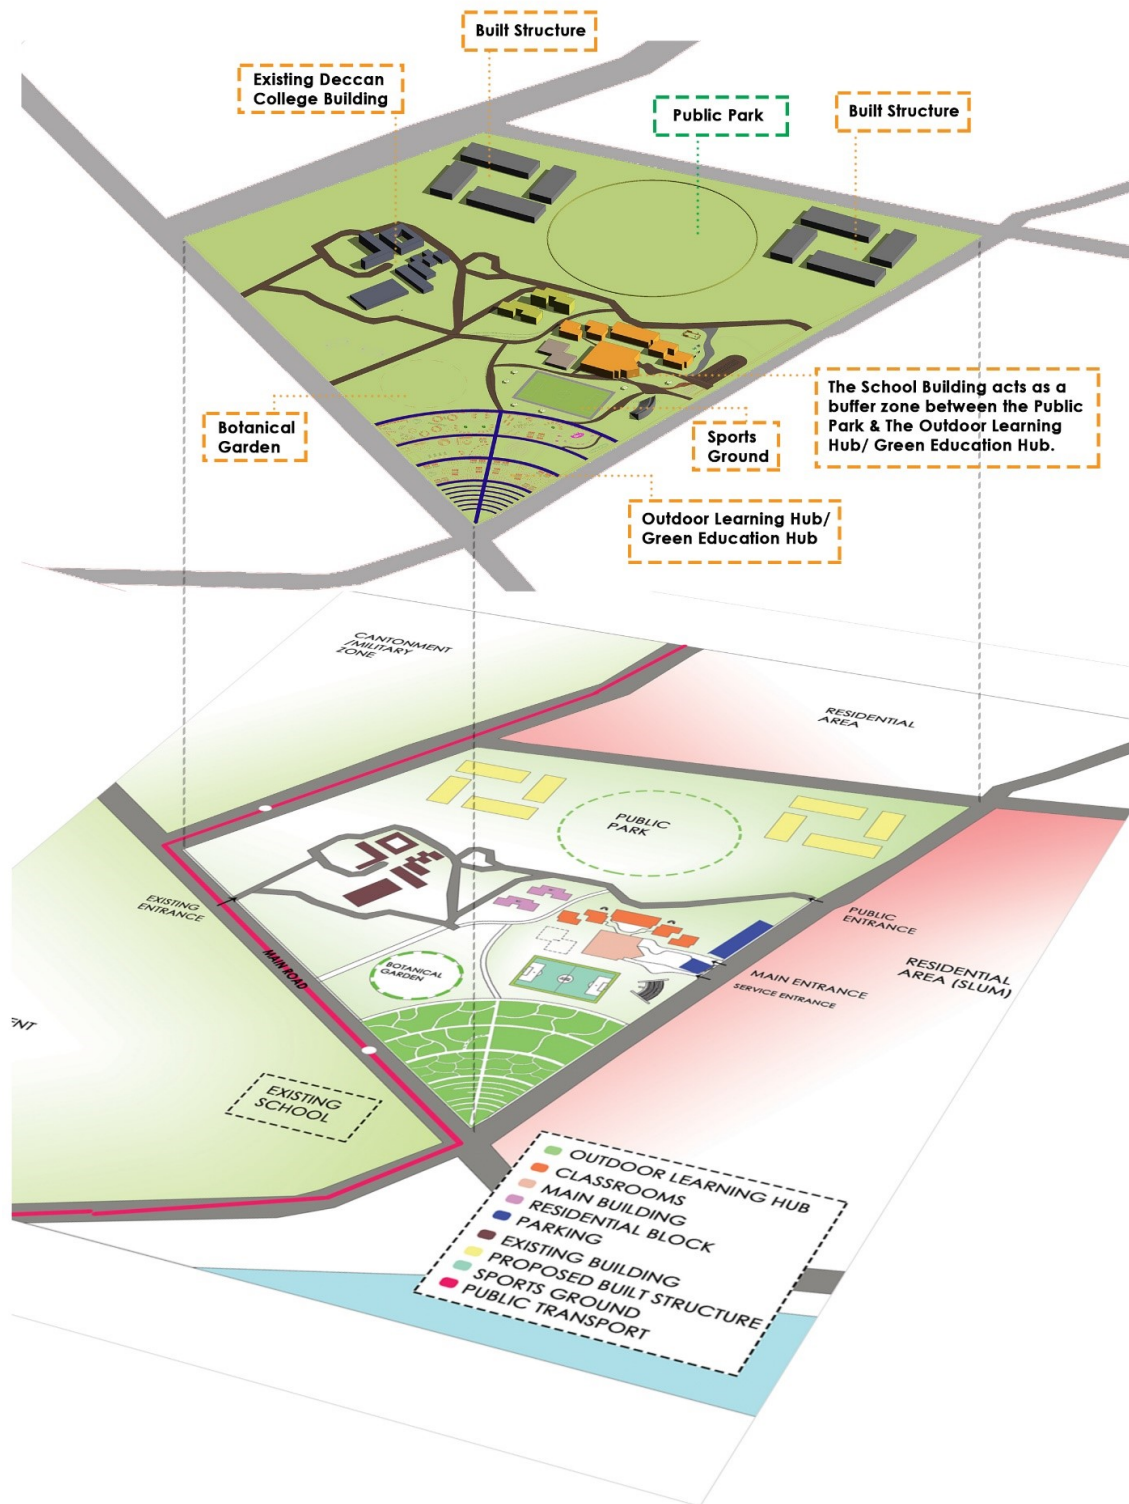 Built Structure
Existing Deccan
College Building
Public Park
Built Structure
The School Building acts as a
buffer zone between the Public
Park & The Outdoor Learning
Hub/ Green Education Hub.
Botanical
Garden
Sports
Ground
Outdoor Learning Hub/
Green Education Hub
CANTONMENT
/MILITARY
ZONE
RESIDENTIAL
AREA
PUBLIC
PARK
EXISTING
ENTRANCE
PUBLIC
ENTRANCE
MAIN ROAD
BOTANICAL
GARDEN
RESIDENTIAL
AREA (SLUM)
MAIN ENTRANCE
SERVICE ENTRANCE
ENT
EXISTING
SCHOOL
OUTDOOR LEARNING HUB
CLASSROOMS
MAIN BUILDING
RESIDENTIAL BLOCK
PARKING
EXISTING BUILDING
PROPOSED BUILT STRUCTURE
SPORTS GROUND
PUBLIC TRANSPORT